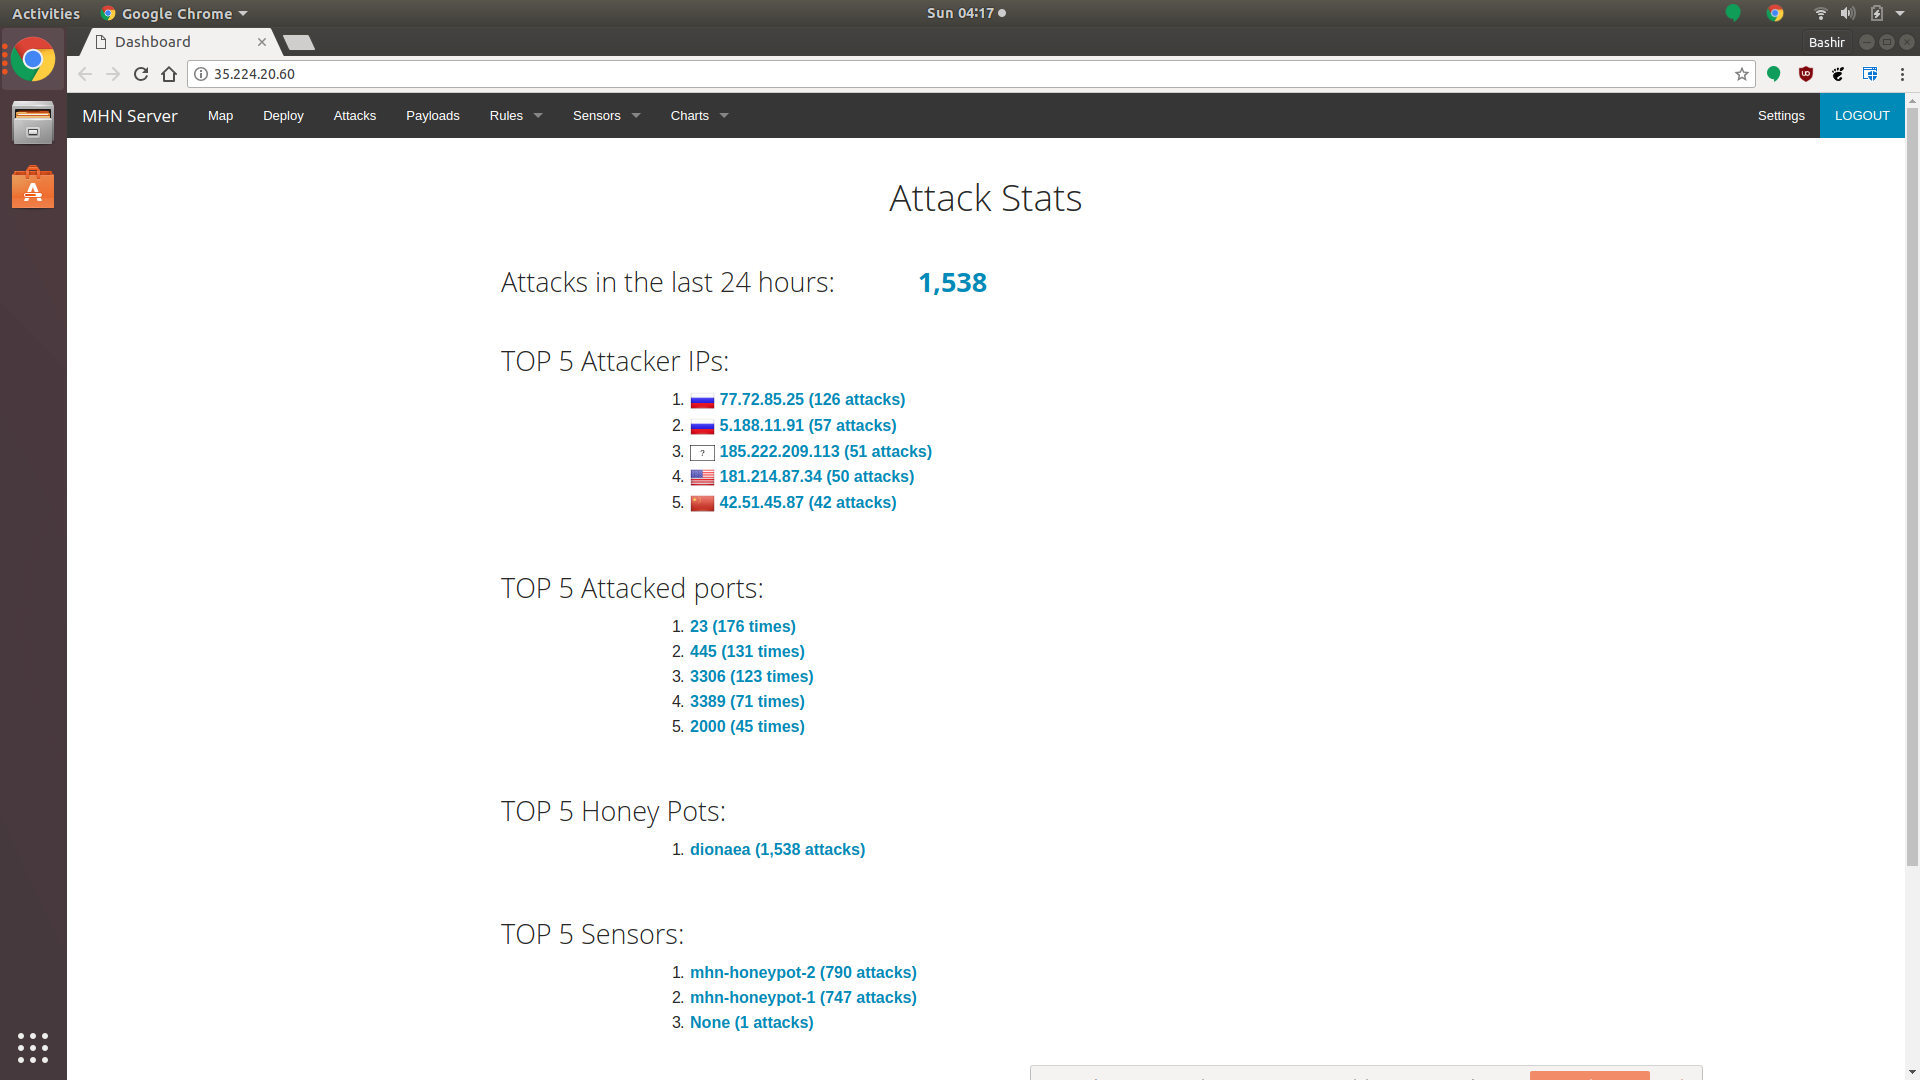 Activities Google Chrome Sun 04:17
Dashboard Bashir
35.224.20.60
MHN Server Map Deploy Attacks Payloads Rules Sensors Charts Settings LOGOUT
Attack Stats
Attacks in the last 24 hours: 1,538
TOP 5 Attacker IPs:
1. 77.72.85.25 (126 attacks)
2. 5.188.11.91 (57 attacks)
3. ? 185.222.209.113 (51 attacks)
4. 181.214.87.34 (50 attacks)
5. 42.51.45.87 (42 attacks)
TOP 5 Attacked ports:
1. 23 (176 times)
2. 445 (131 times)
3. 3306 (123 times)
4. 3389 (71 times)
5. 2000 (45 times)
TOP 5 Honey Pots:
1. dionaea (1,538 attacks)
TOP 5 Sensors:
1. mhn-honeypot-2 (790 attacks)
2. mhn-honeypot-1 (747 attacks)
3. None (1 attacks)